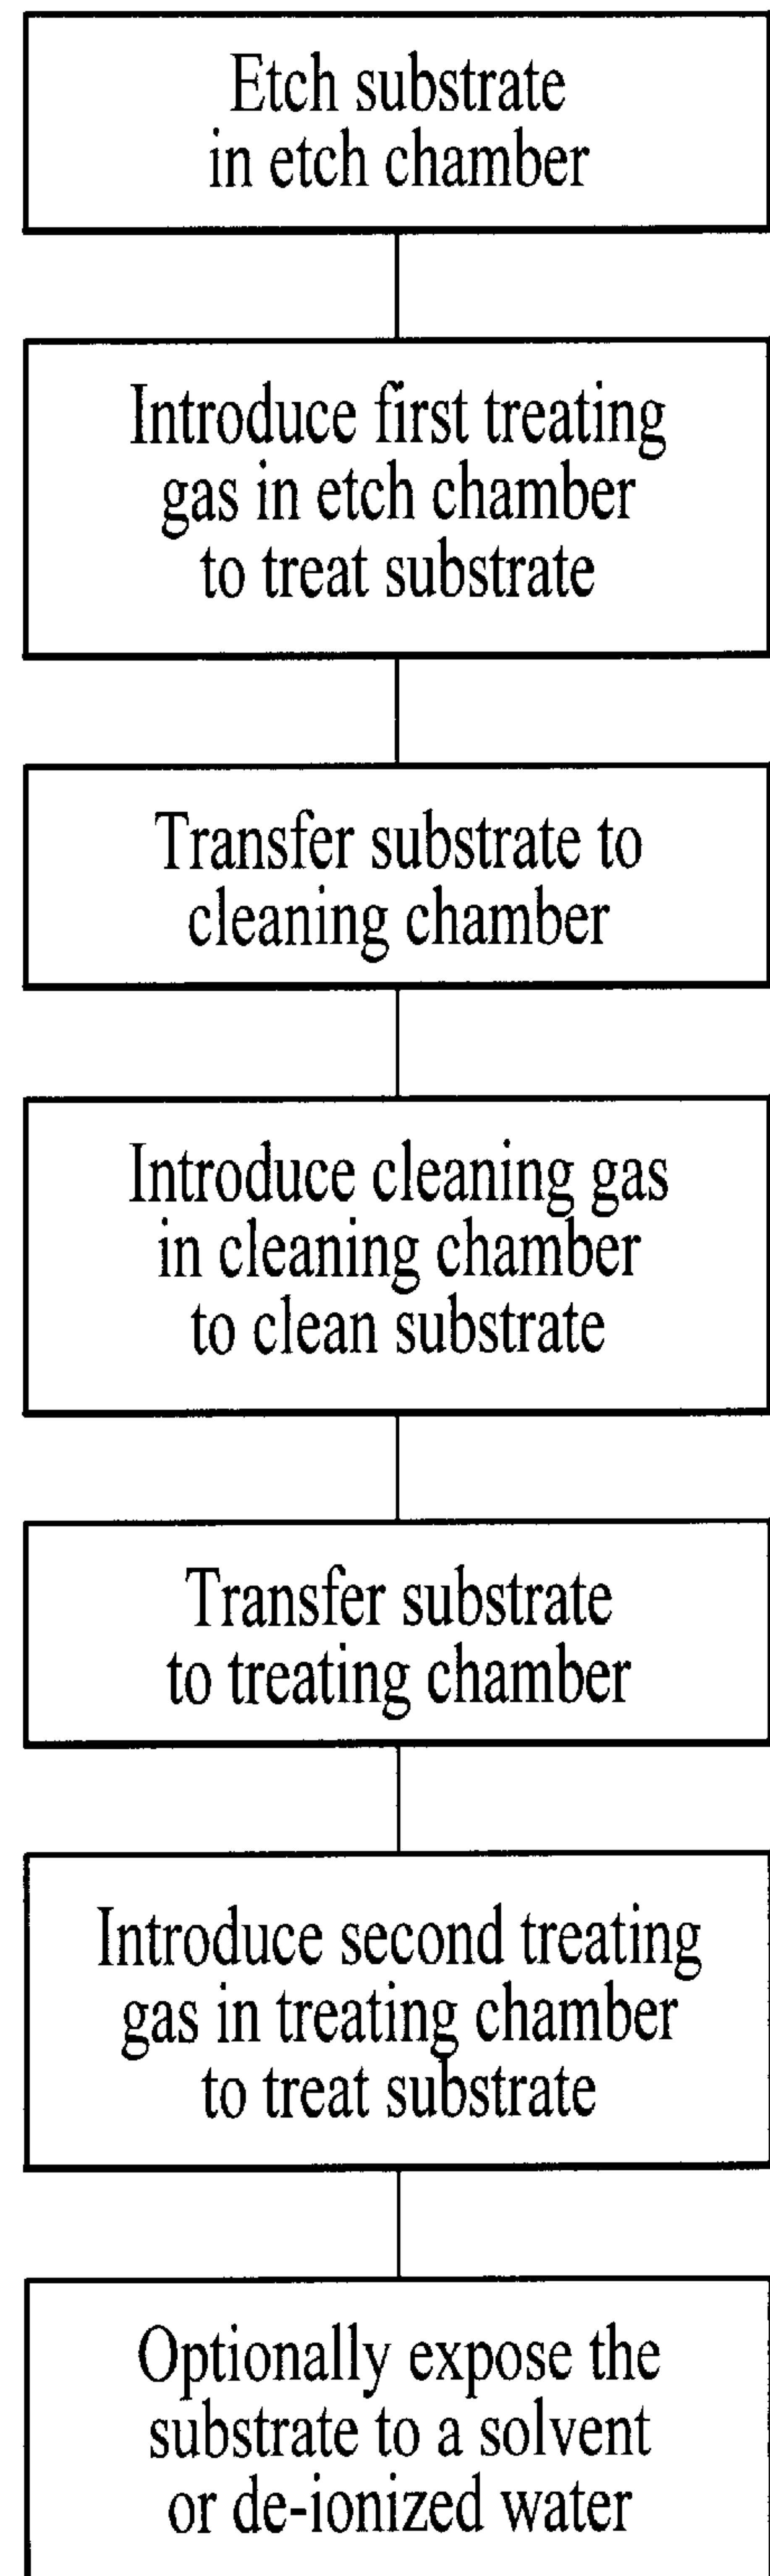 Etch substrate
in etch chamber
Introduce first treating
gas in etch chamber
to treat substrate
Transfer substrate to
cleaning chamber
Introduce cleaning gas
in cleaning chamber
to clean substrate
Transfer substrate
to treating chamber
Introduce second treating
gas in treating chamber
to treat substrate
Optionally expose the
substrate to a solvent
or de-ionized water